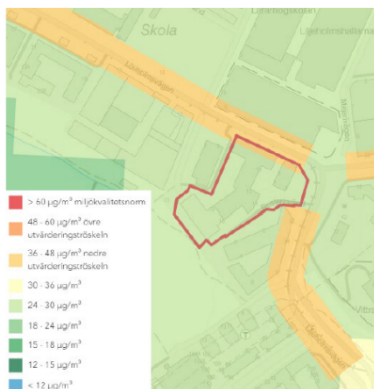 Skola
> 60 µg/m³ miljökvalitetsnorm
48 - 60 µg/m³ övre
utvärderingströskeln
36 - 48 µg/m³ nedre
utvärderingströskeln
30 - 36 µg/m³
24 - 30 µg/m³
18 - 24 µg/m³
15 - 18 µg/m³
12 - 15 µg/m³
< 12 µg/m³